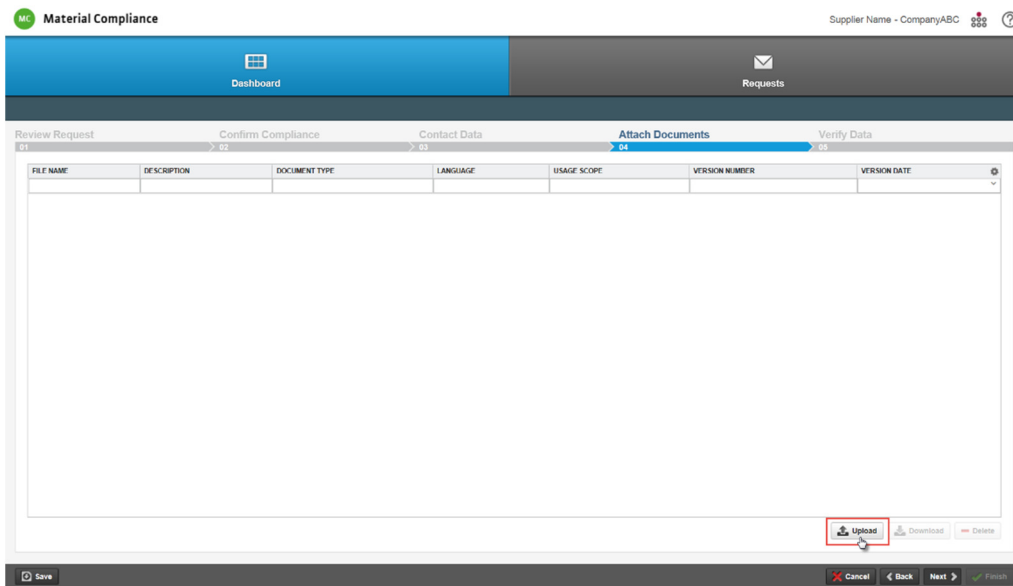 MC Material Compliance Supplier Name - CompanyABC ?
Dashboard Requests
Review Request Confirm Compliance Contact Data Attach Documents Verify Data
01 02 03 04 05
FILE NAME DESCRIPTION DOCUMENT TYPE LANGUAGE USAGE SCOPE VERSION NUMBER VERSION DATE
Upload Download Delete
Save Cancel Back Next Finish